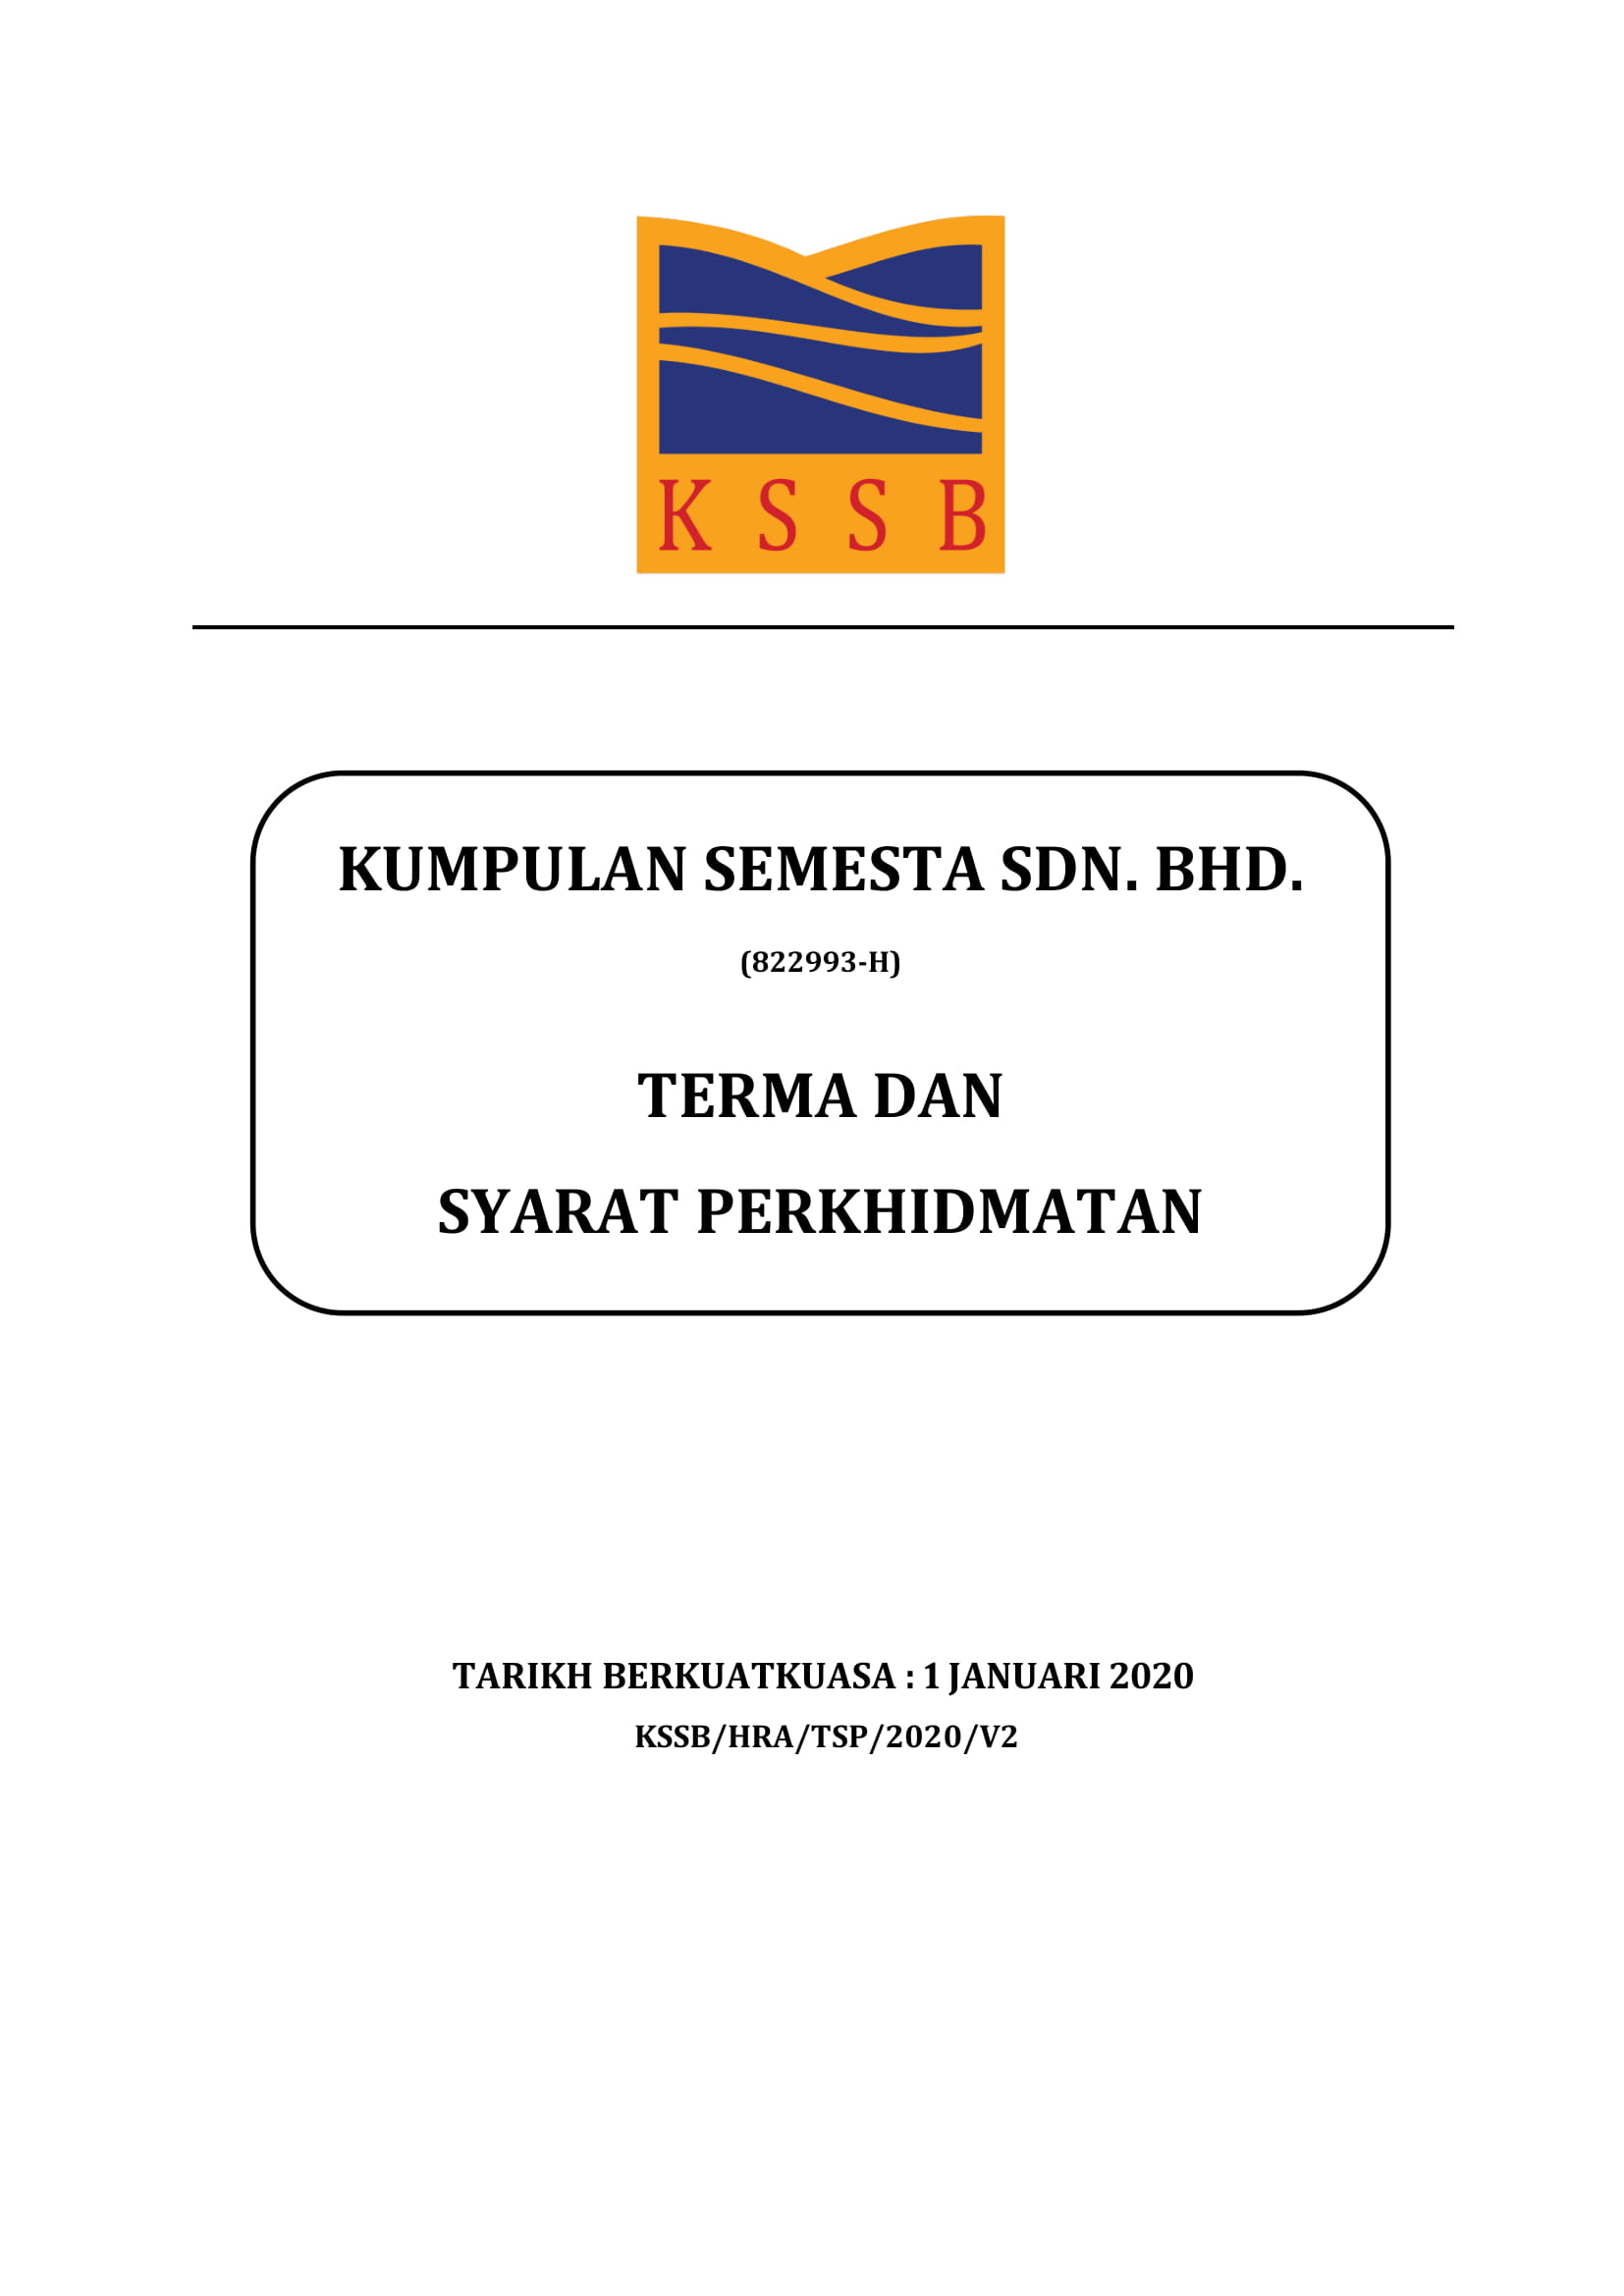 K S S B
KUMPULAN SEMESTA SDN. BHD.
(822993-H)
TERMA DAN
SYARAT PERKHIDMATAN
TARIKH BERKUATKUASA : 1 JANUARI 2020
KSSB/HRA/TSP/2020/V2